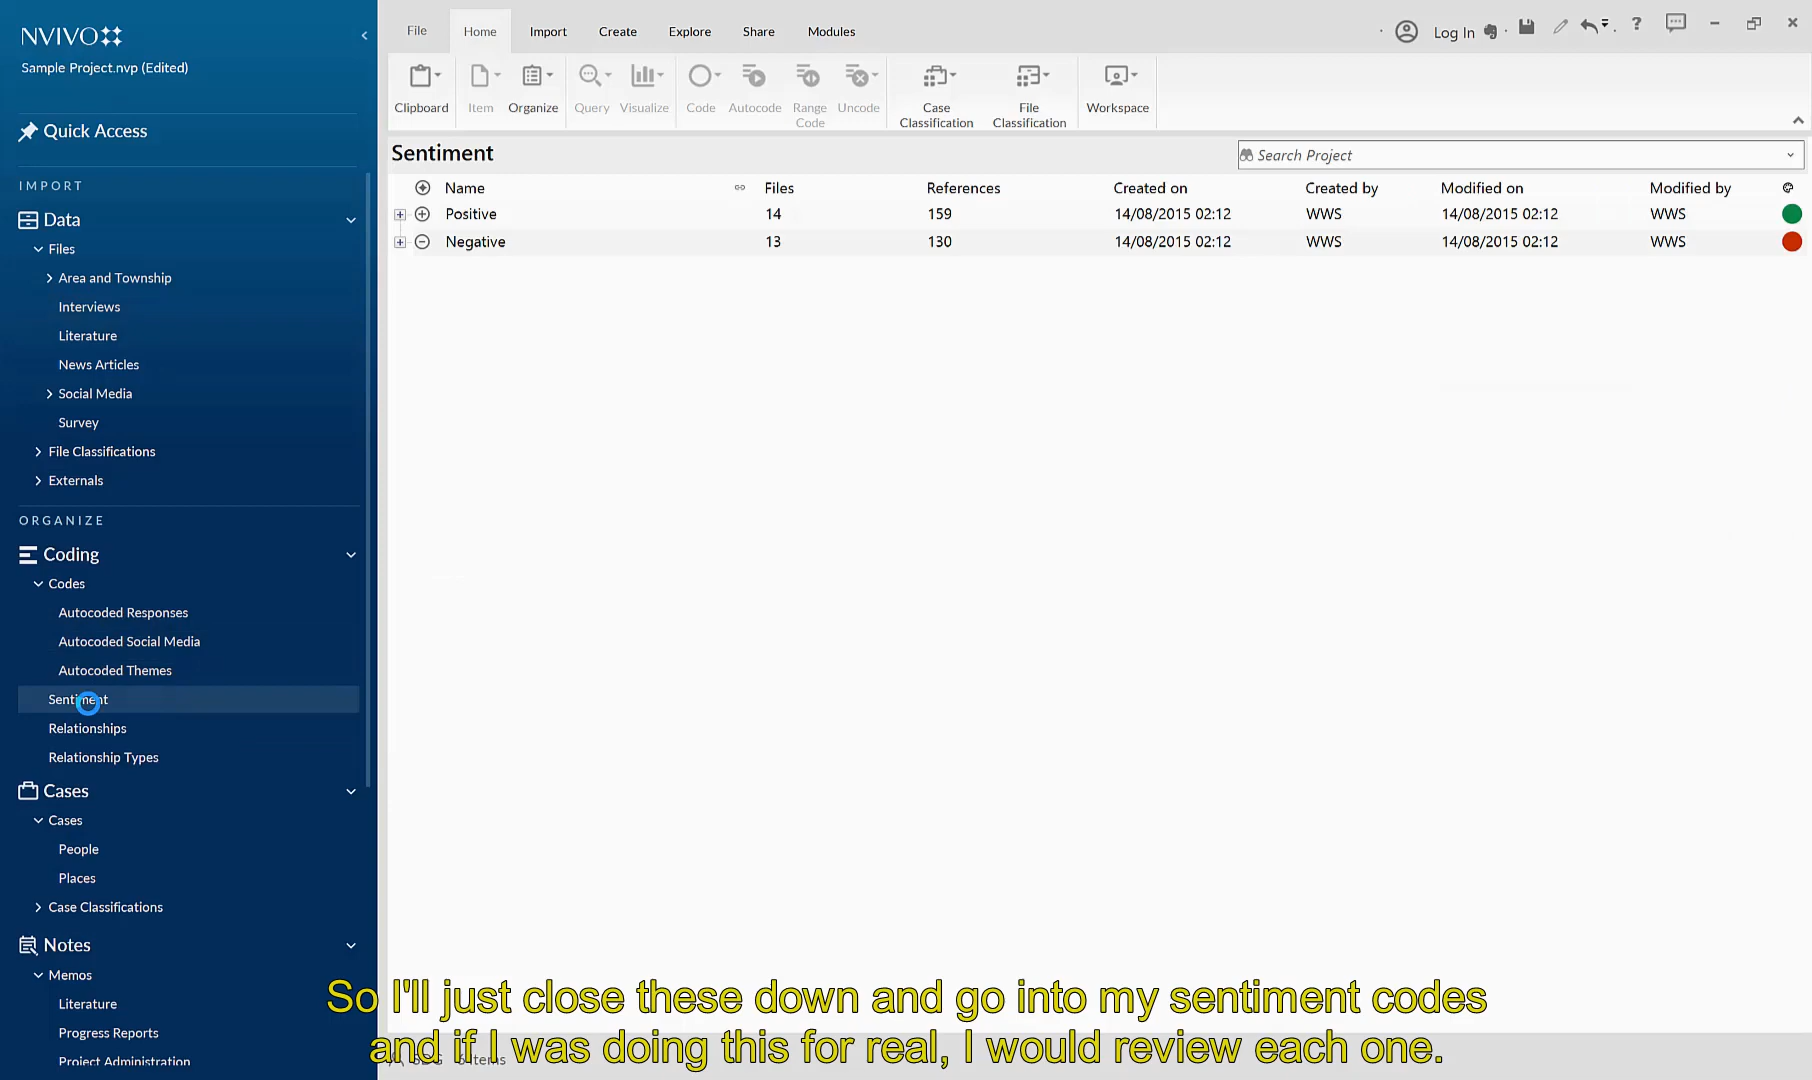 NVIVO
Sample Project.nvp (Edited)
Quick Access
IMPORT
Data
Files
Area and Township
Interviews
Literature
News Articles
Social Media
Survey
File Classifications
Externals
ORGANIZE
Coding
Codes
Autocoded Responses
Autocoded Social Media
Autocoded Themes
Sentiment
Relationships
Relationship Types
Cases
Cases
People
Places
Case Classifications
Notes
Memos
Literature
Progress Reports
Project Administration
File Home Import Create Explore Share Modules
Log In
Clipboard Item Organize Query Visualize Code Autocode Range Code Uncode Case Classification File Classification Workspace
Sentiment
Search Project
Name Files References Created on Created by Modified on Modified by
Positive 14 159 14/08/2015 02:12 WWS 14/08/2015 02:12 WWS
Negative 13 130 14/08/2015 02:12 WWS 14/08/2015 02:12 WWS
So I'll just close these down and go into my sentiment codes
and if I was doing this for real, I would review each one.